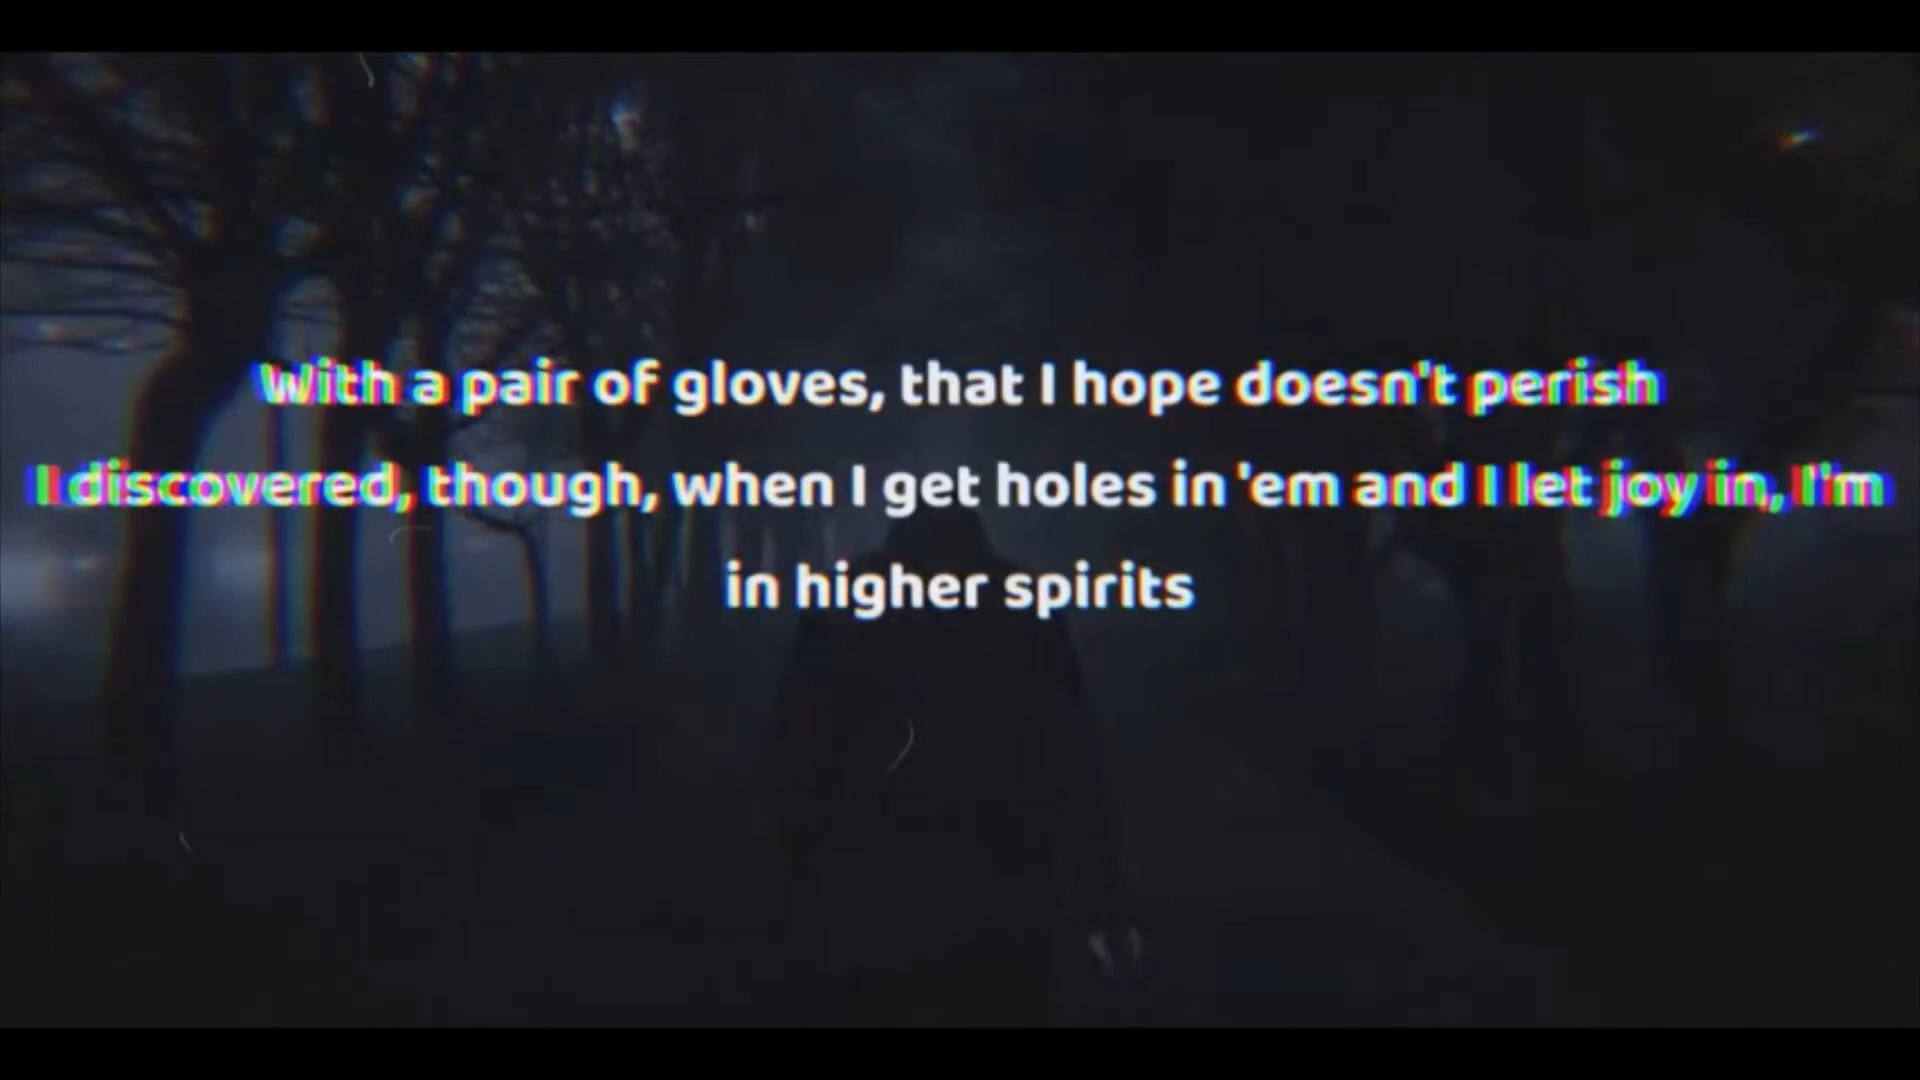 With a pair of gloves, that I hope doesn't perish
I discovered, though, when I get holes in 'em and I let joy in, I'm
in higher spirits